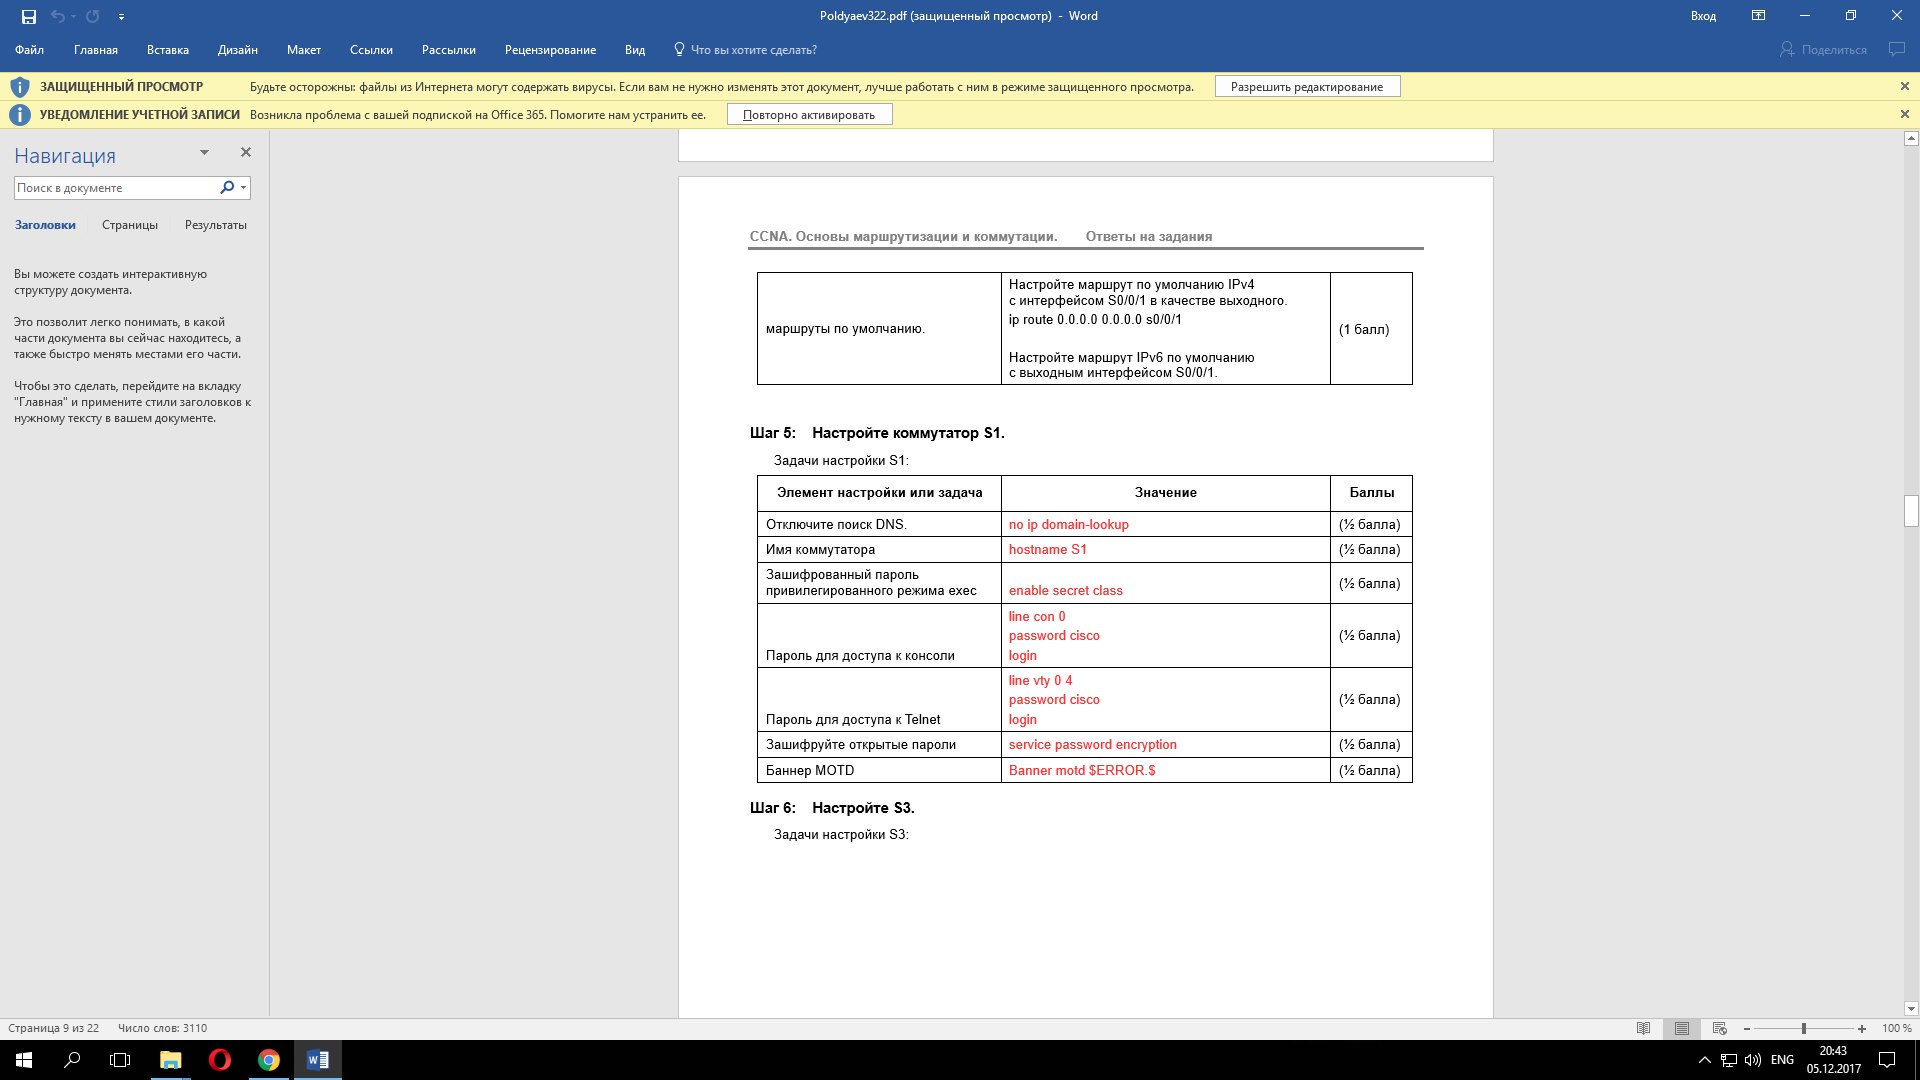 Poldyaev322.pdf (защищенный просмотр) - Word
Вход
Файл Главная Вставка Дизайн Макет Ссылки Рассылки Рецензирование Вид Что вы хотите сделать? Поделиться
ЗАЩИЩЕННЫЙ ПРОСМОТР Будьте осторожны: файлы из Интернета могут содержать вирусы. Если вам не нужно изменять этот документ, лучше работать с ним в режиме защищенного просмотра. Разрешить редактирование
УВЕДОМЛЕНИЕ УЧЕТНОЙ ЗАПИСИ Возникла проблема с вашей подпиской на Office 365. Помогите нам устранить ее. Повторно активировать
Навигация
Поиск в документе
Заголовки Страницы Результаты
Вы можете создать интерактивную
структуру документа.
Это позволит легко понимать, в какой
части документа вы сейчас находитесь, а
также быстро менять местами его части.
Чтобы это сделать, перейдите на вкладку
"Главная" и примените стили заголовков к
нужному тексту в вашем документе.
CCNA. Основы маршрутизации и коммутации. Ответы на задания
маршруты по умолчанию.
Настройте маршрут по умолчанию IPv4
с интерфейсом S0/0/1 в качестве выходного.
ip route 0.0.0.0 0.0.0.0 s0/0/1
Настройте маршрут IPv6 по умолчанию
с выходным интерфейсом S0/0/1.
(1 балл)
Шаг 5: Настройте коммутатор S1.
Задачи настройки S1:
Элемент настройки или задача Значение Баллы
Отключите поиск DNS. no ip domain-lookup (½ балла)
Имя коммутатора hostname S1 (½ балла)
Зашифрованный пароль
привилегированного режима exec enable secret class (½ балла)
line con 0
password cisco (½ балла)
Пароль для доступа к консоли login
line vty 0 4
password cisco (½ балла)
Пароль для доступа к Telnet login
Зашифруйте открытые пароли service password encryption (½ балла)
Баннер MOTD Banner motd $ERROR.$ (½ балла)
Шаг 6: Настройте S3.
Задачи настройки S3:
Страница 9 из 22 Число слов: 3110 100 %
ENG
20:43
05.12.2017